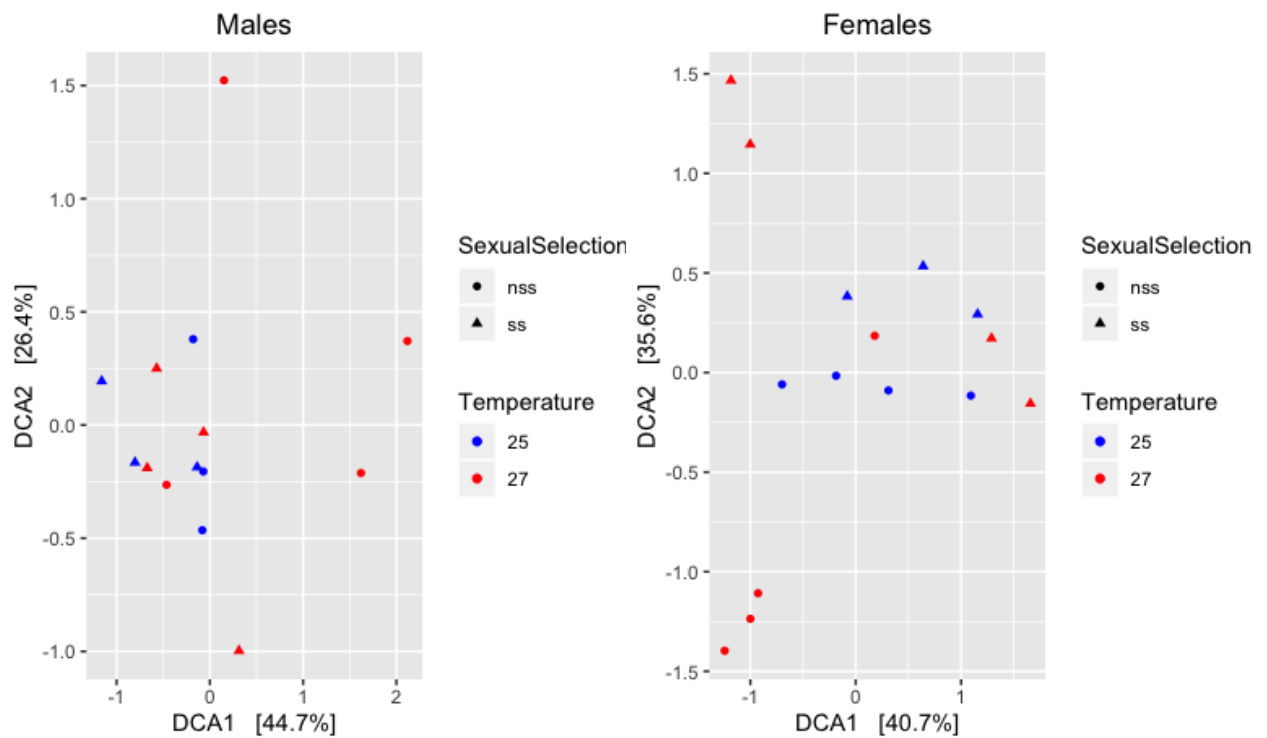 Males
1.5
1.0
0.5
0.0
-0.5
-1.0
DCA2 [26.4%]
-1
0
1
2
DCA1 [44.7%]
SexualSelection
nss
ss
Temperature
25
27
Females
1.5
1.0
0.5
0.0
-0.5
-1.0
-1.5
DCA2 [35.6%]
-1
0
1
DCA1 [40.7%]
SexualSelection
nss
ss
Temperature
25
27